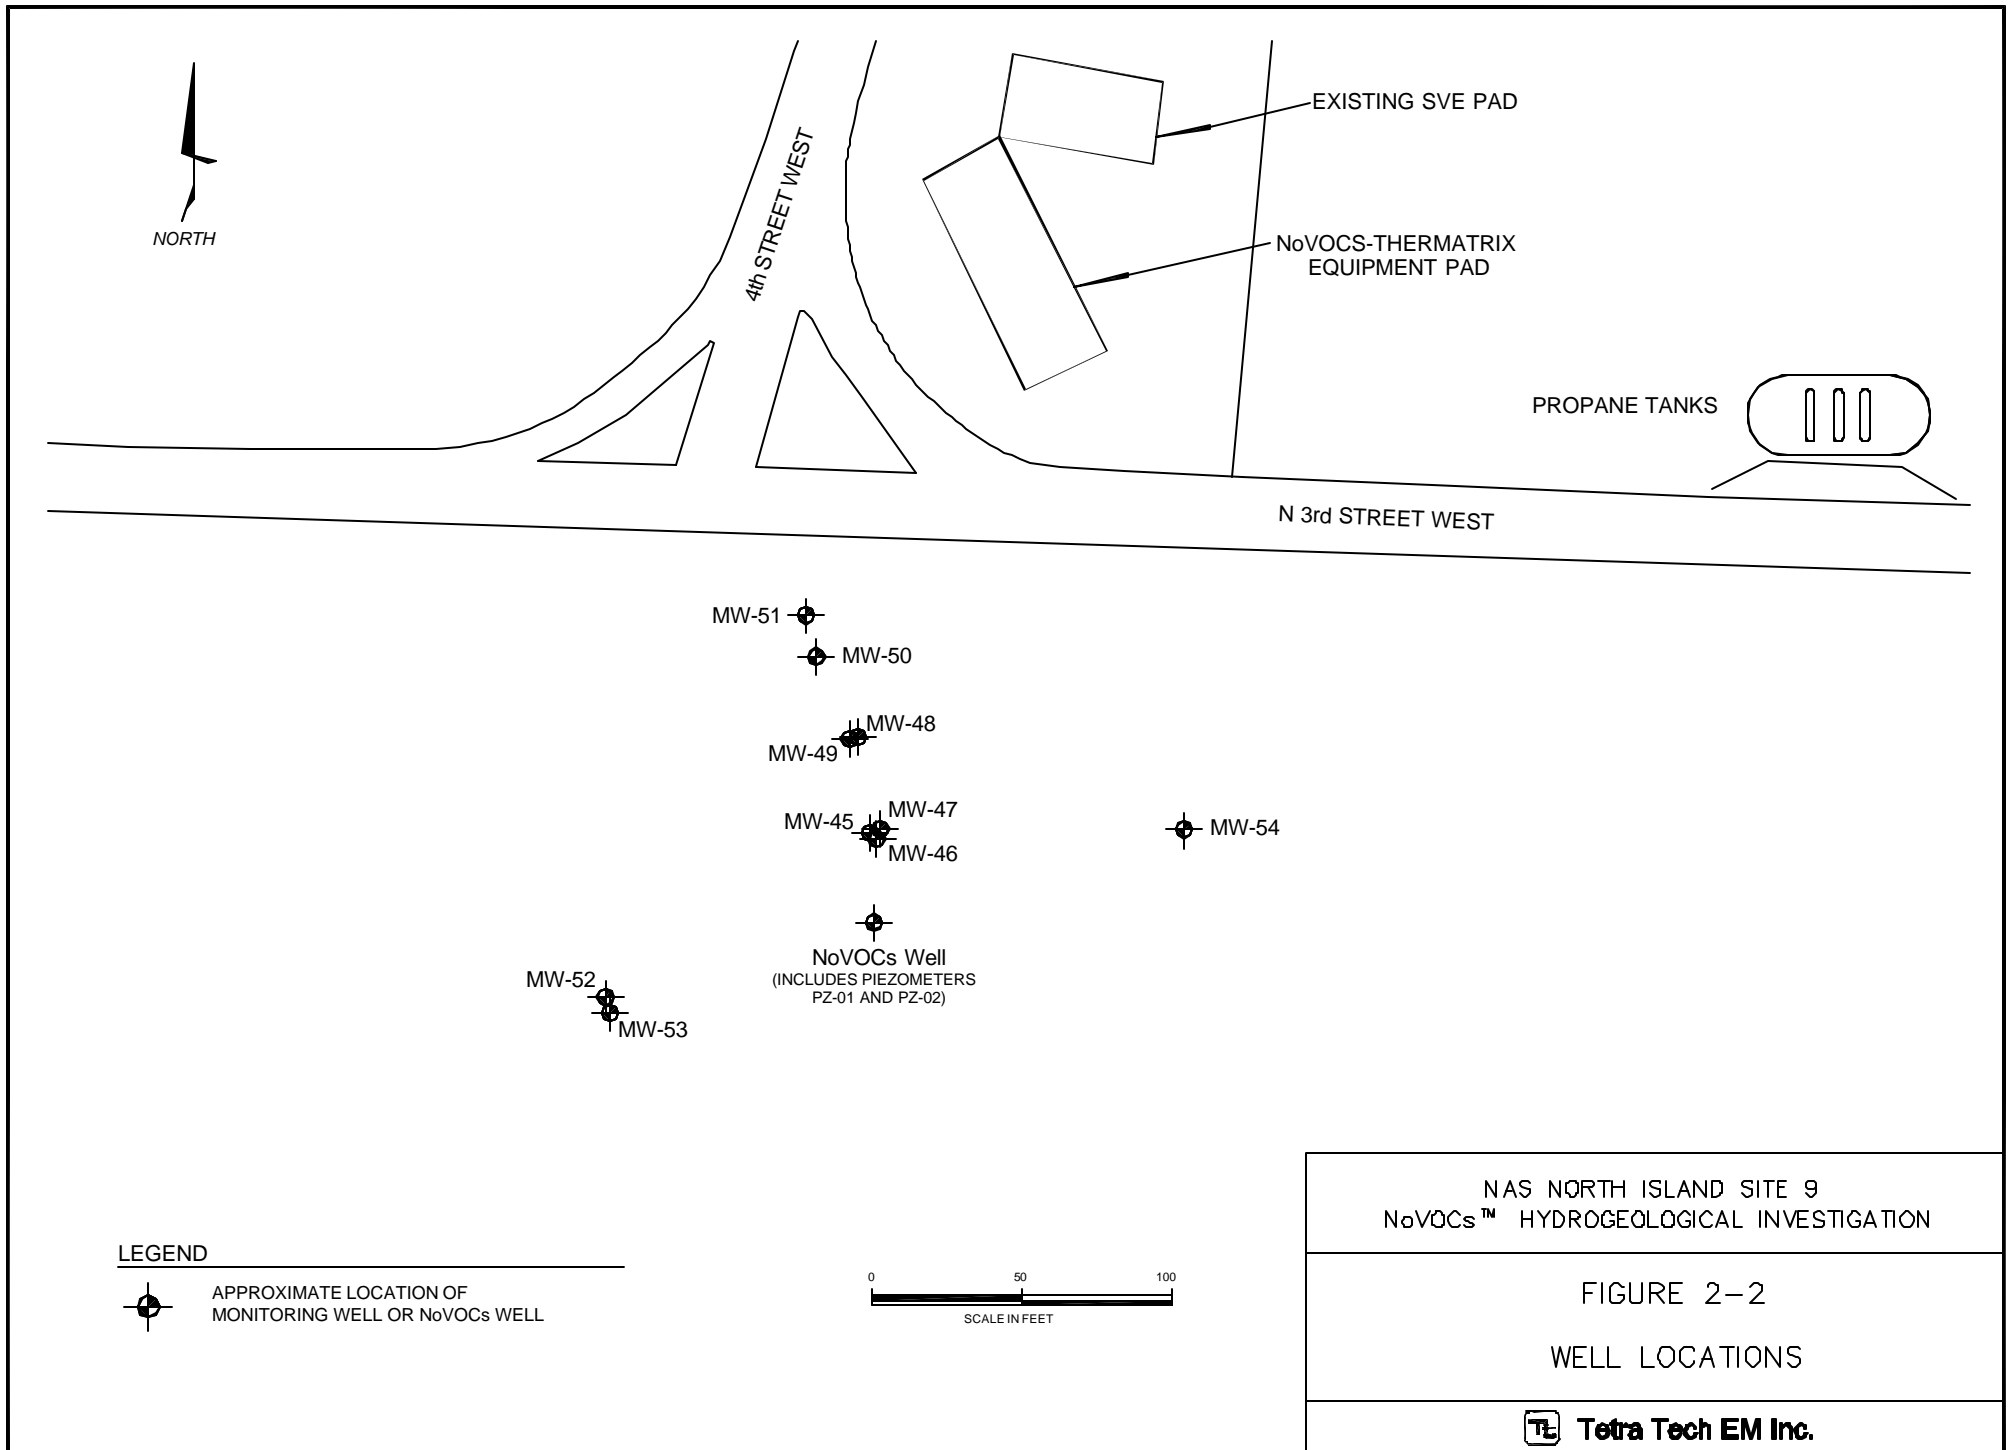 EXISTING SVE PAD
4th STREET WEST
NORTH
NoVOCS-THERMATRIX
EQUIPMENT PAD
PROPANE TANKS
N 3rd STREET WEST
MW-51
MW-50
MW-48
MW-49
MW-47
MW-45
MW-46
MW-54
NoVOCs Well
(INCLUDES PIEZOMETERS
PZ-01 AND PZ-02)
MW-52
MW-53
LEGEND
APPROXIMATE LOCATION OF
MONITORING WELL OR NoVOCs WELL
0 50 100
SCALE IN FEET
NAS NORTH ISLAND SITE 9
NoVOCs™ HYDROGEOLOGICAL INVESTIGATION
FIGURE 2-2
WELL LOCATIONS
Tt Tetra Tech EM Inc.